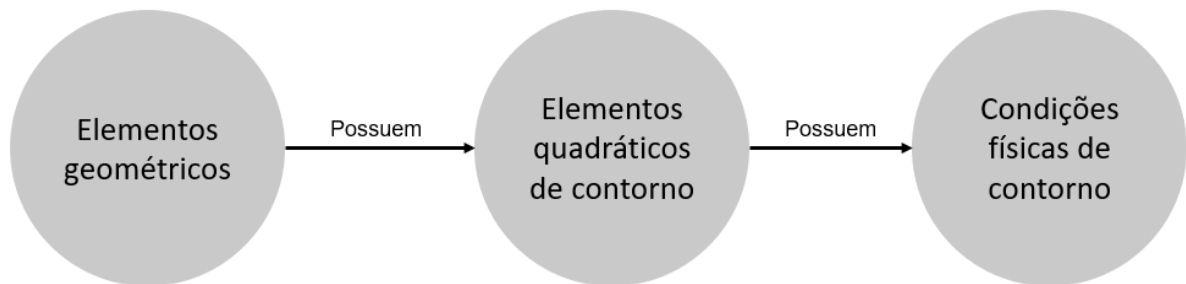 Elementos
geométricos
Possuem
Elementos
quadráticos
de contorno
Possuem
Condições
físicas de
contorno